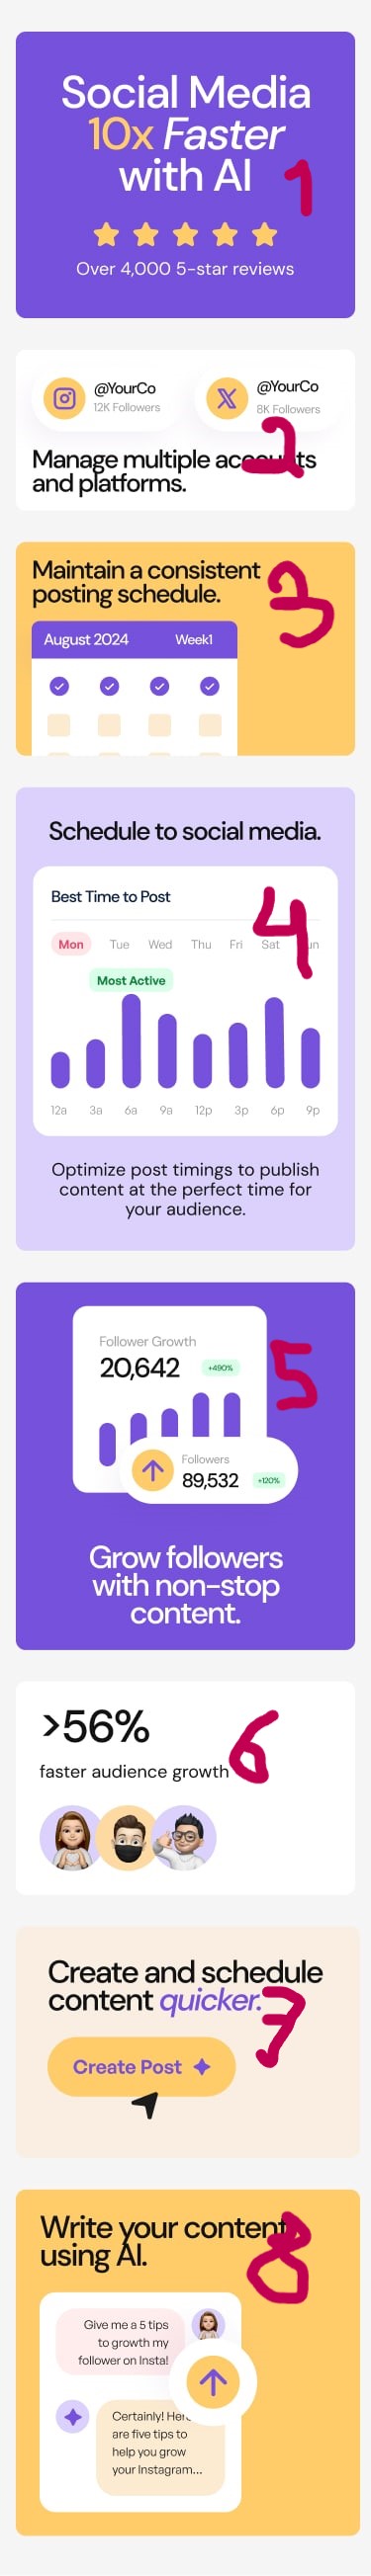 Social Media
10x Faster
with AI
1
Over 4,000 5-star reviews
@YourCo
12K Followers
@YourCo
8K Followers
2
Manage multiple accounts
and platforms.
Maintain a consistent
posting schedule.
3
August 2024 Week1
Schedule to social media.
Best Time to Post
4
Mon Tue Wed Thu Fri Sat Sun
Most Active
12a 3a 6a 9a 12p 3p 6p 9p
Optimize post timings to publish
content at the perfect time for
your audience.
Follower Growth
20,642 +490%
5
Followers
89,532 +120%
Grow followers
with non-stop
content.
>56%
6
faster audience growth
Create and schedule
content quicker.
7
Create Post
Write your content
using AI.
8
Give me a 5 tips
to growth my
follower on Insta!
Certainly! Here
are five tips to
help you grow
your Instagram...